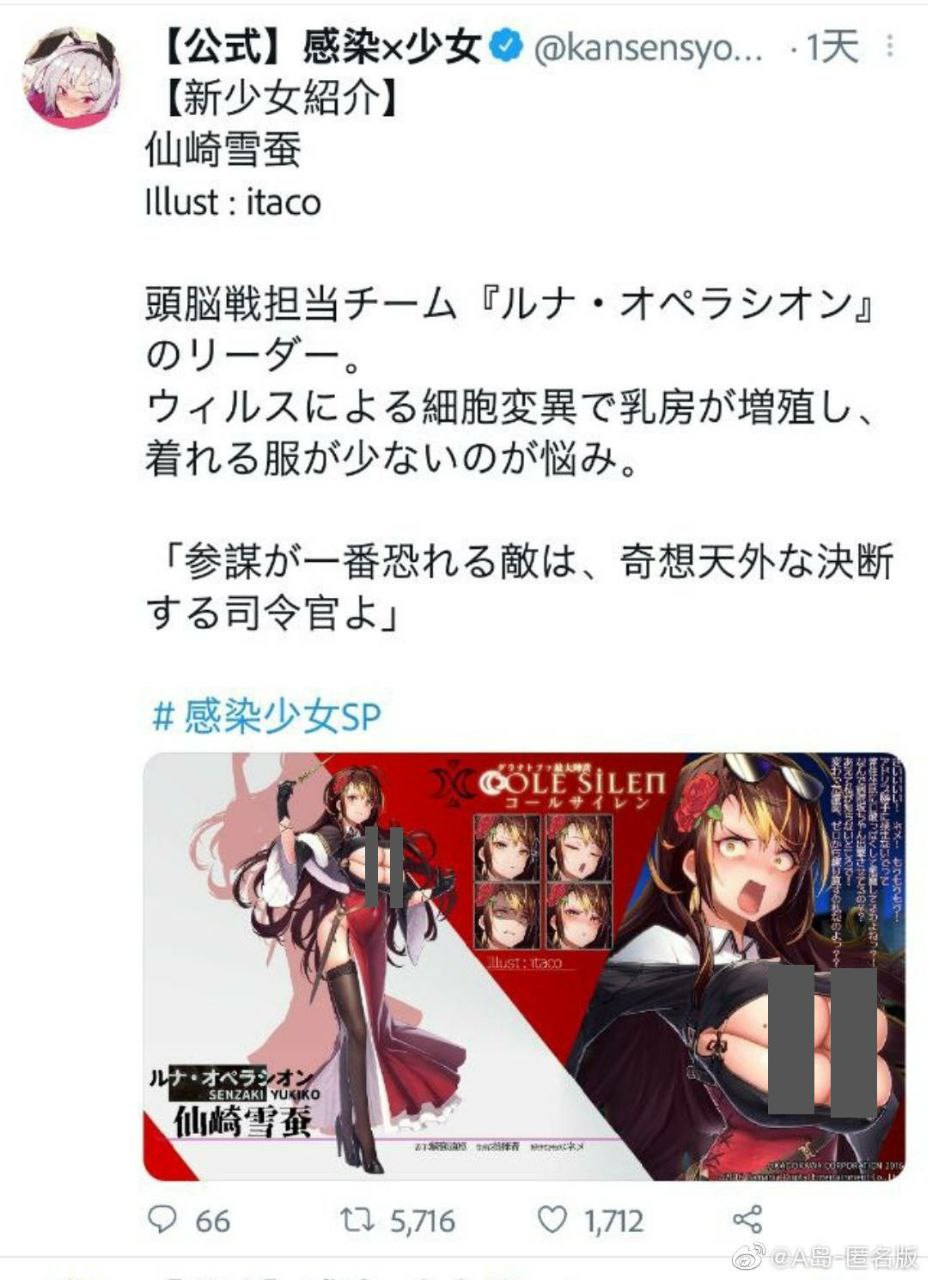 【公式】感染×少女 @kansensyo... · 1天
【新少女紹介】
仙崎雪蚕
Illust : itaco
頭脳戦担当チーム『ルナ・オペラシオン』
のリーダー。
ウィルスによる細胞変異で乳房が増殖し、
着れる服が少ないのが悩み。
「参謀が一番恐れる敵は、奇想天外な決断
する司令官よ」
#感染少女SP
COLE SILEN
コールサイレン
Illust : itaco
ルナ・オペラシオン
SENZAKI YUKIKO
仙崎雪蚕
©KADOKAWA CORPORATION 2016
66 5,716 1,712
@A岛-匿名版